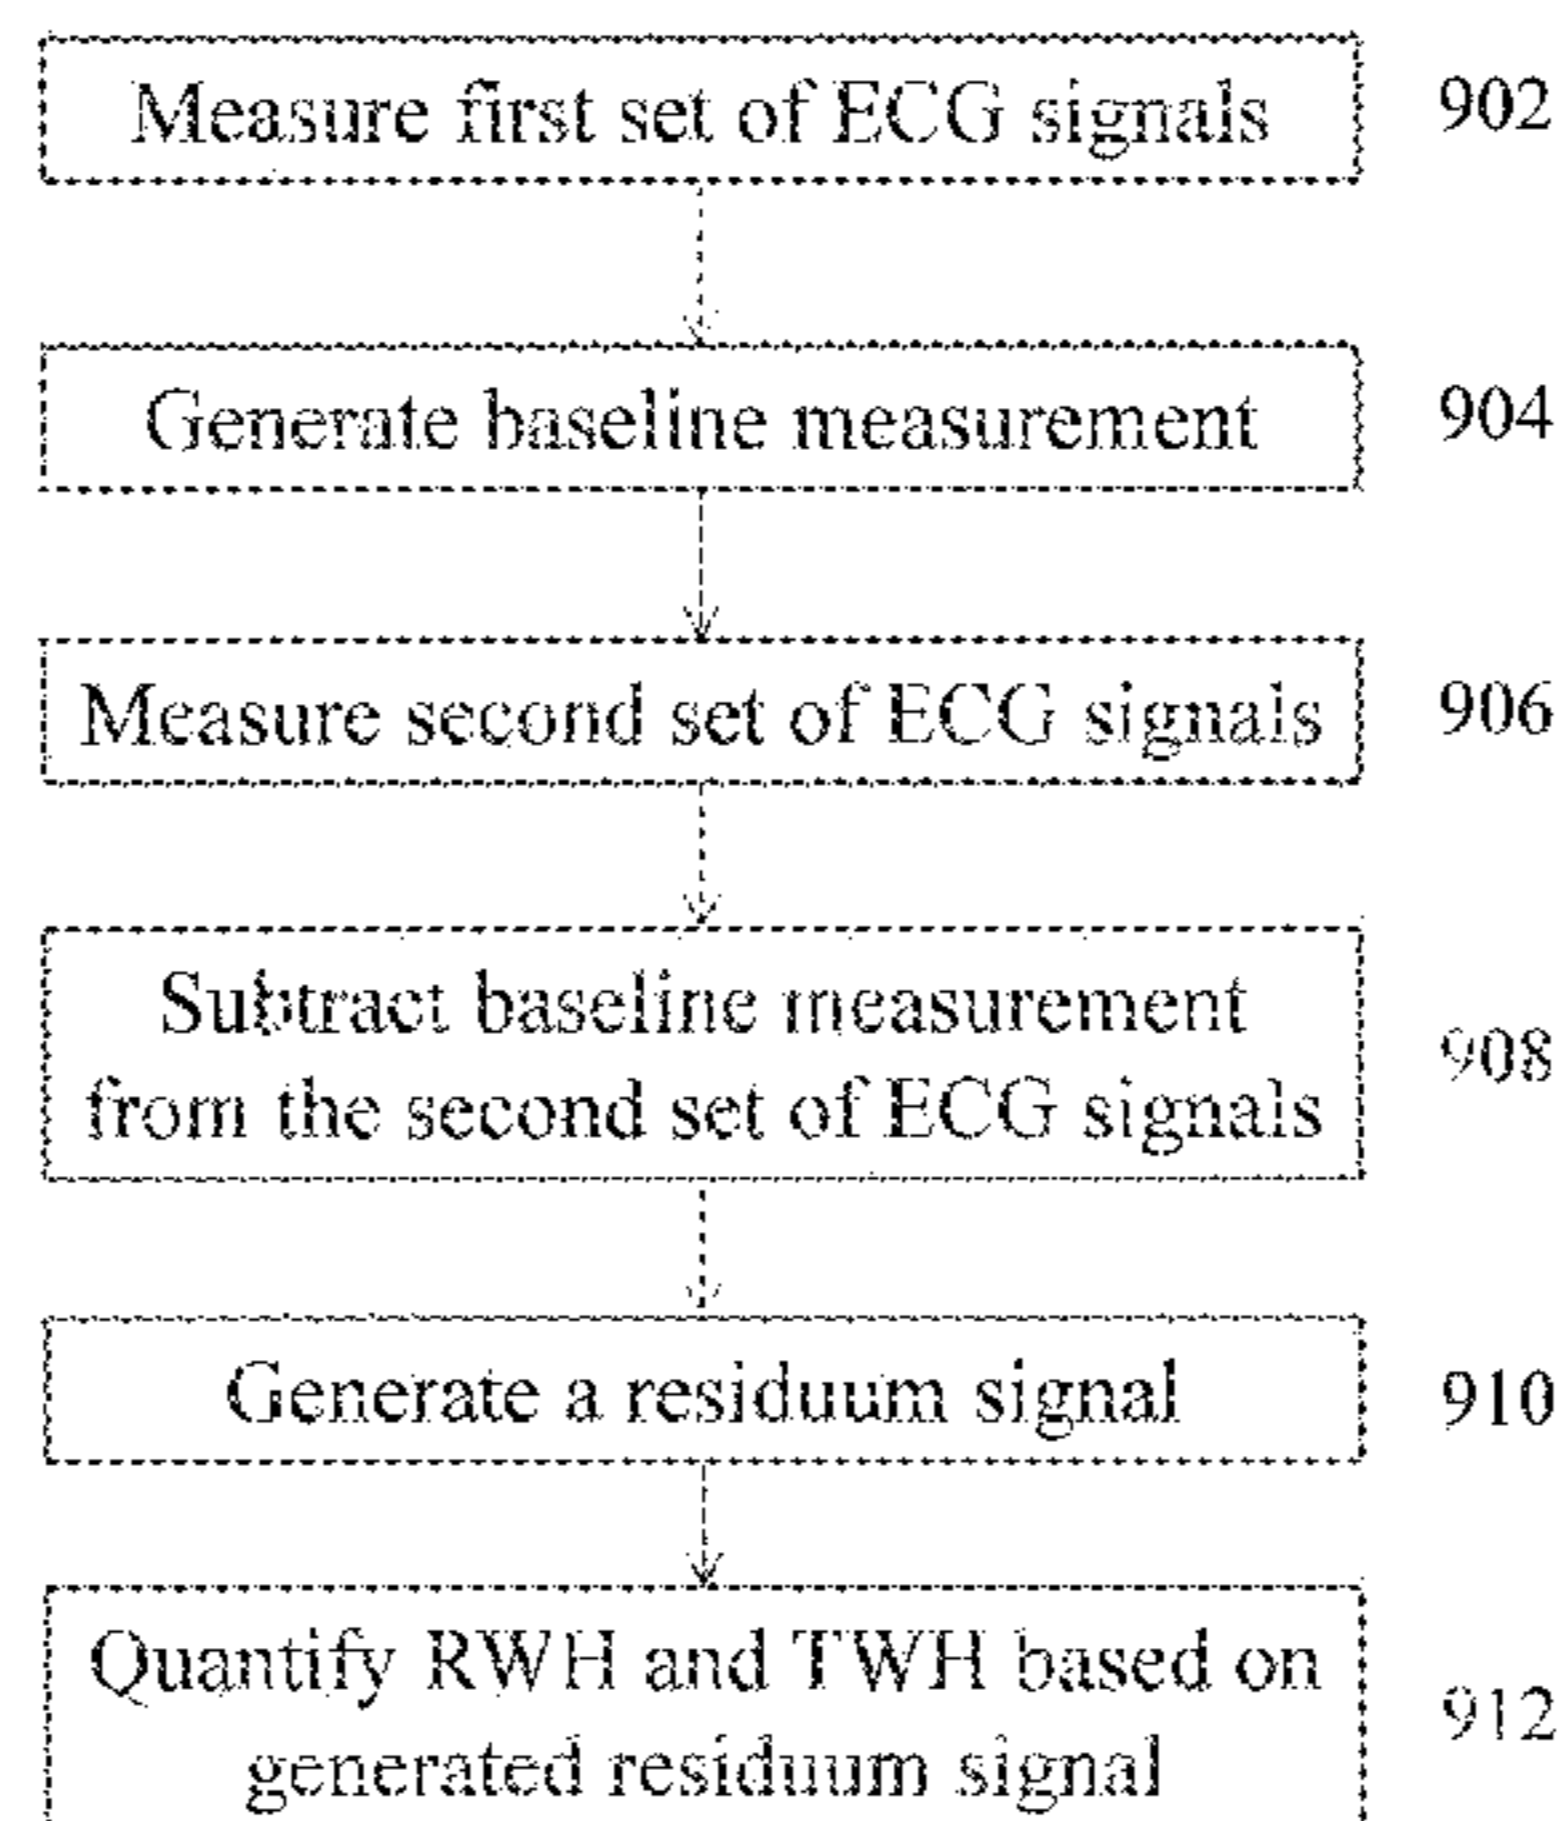 Measure first set of ECG signals 902
Generate baseline measurement 904
Measure second set of ECG signals 906
Subtract baseline measurement
from the second set of ECG signals 908
Generate a residuum signal 910
Quantify RWH and TWH based on
generated residuum signal 912